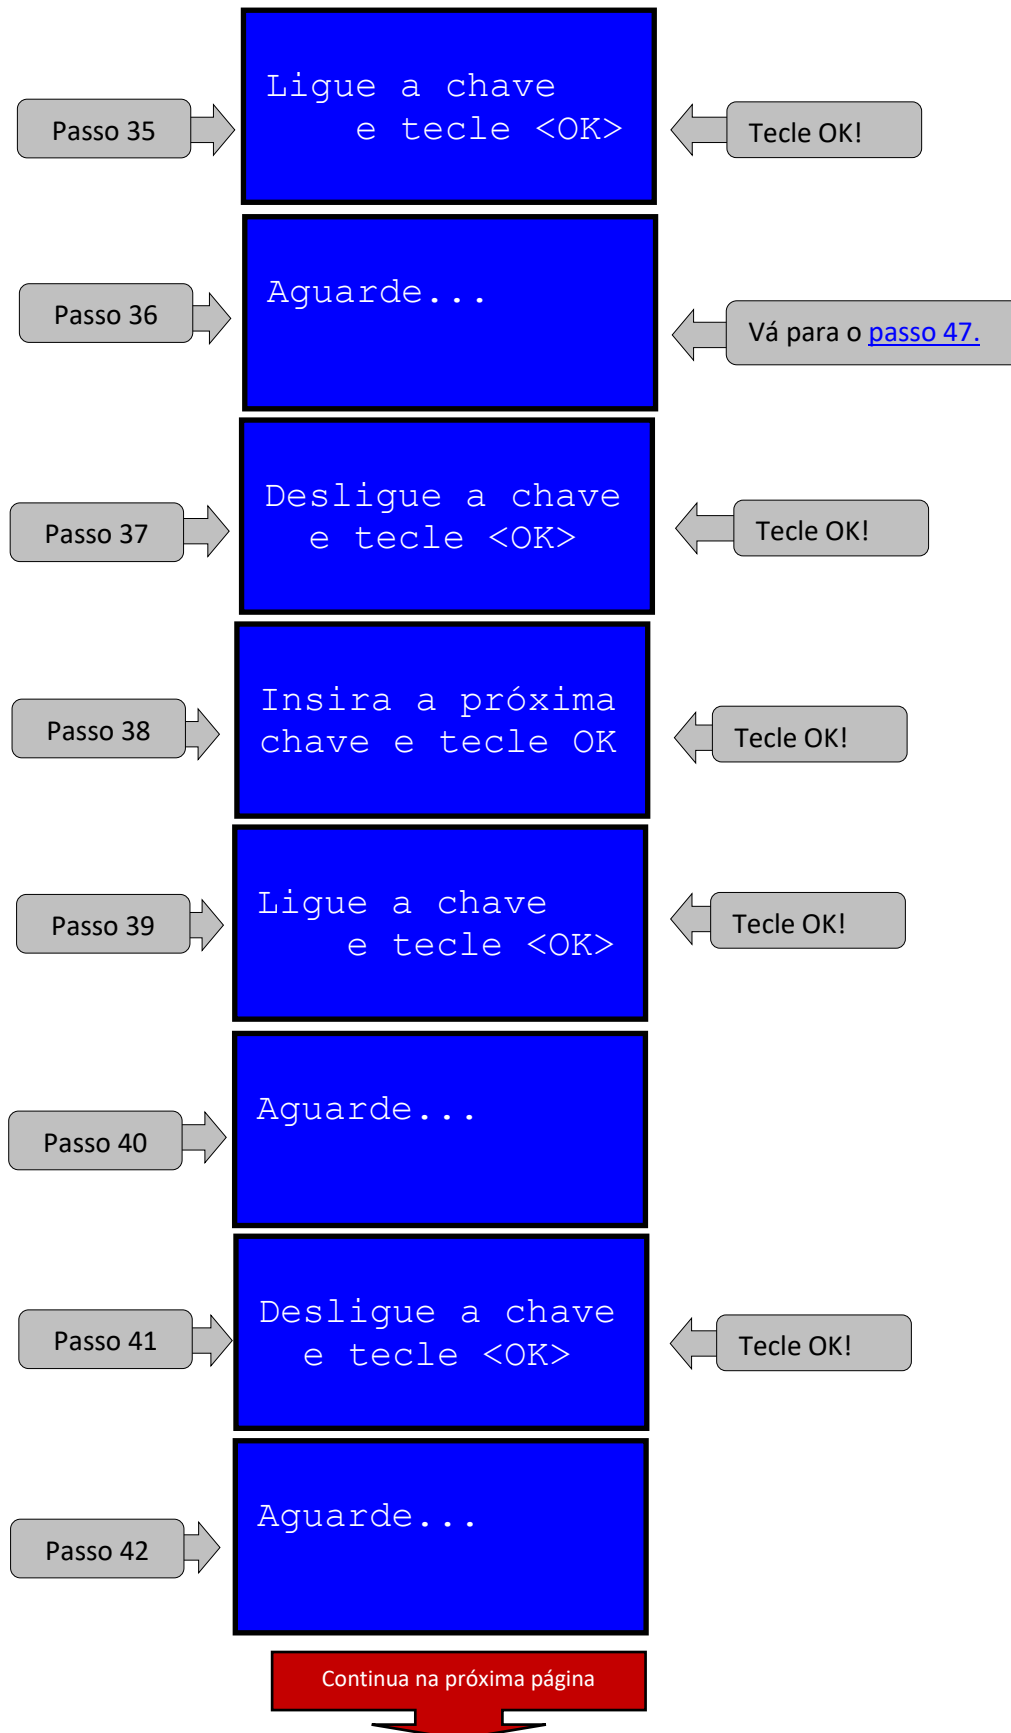 Passo 35
Ligue a chave
e tecle <OK>
Tecle OK!
Passo 36
Aguarde...
Vá para o passo 47.
Passo 37
Desligue a chave
e tecle <OK>
Tecle OK!
Passo 38
Insira a próxima
chave e tecle OK
Tecle OK!
Passo 39
Ligue a chave
e tecle <OK>
Tecle OK!
Passo 40
Aguarde...
Passo 41
Desligue a chave
e tecle <OK>
Tecle OK!
Passo 42
Aguarde...
Continua na próxima página